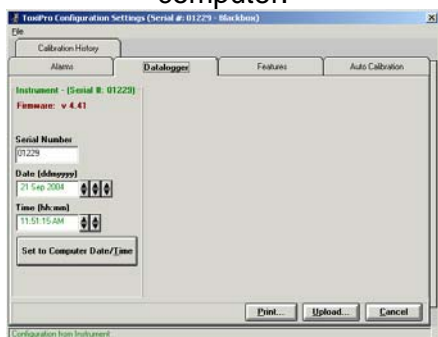 computer.
ToxiPro Configuration Settings (Serial #: 01229 - Blackbox)
File
Calibration History
Alarms
Datalogger
Features
Auto Calibration
Instrument - (Serial #: 01229)
Firmware: v 4.41
Serial Number
01229
Date (ddmyyyy)
21 Sep 2004
Time (hh:mm)
11:51:15 AM
Set to Computer Date/Time
Print...
Upload...
Cancel
Configuration from Instrument